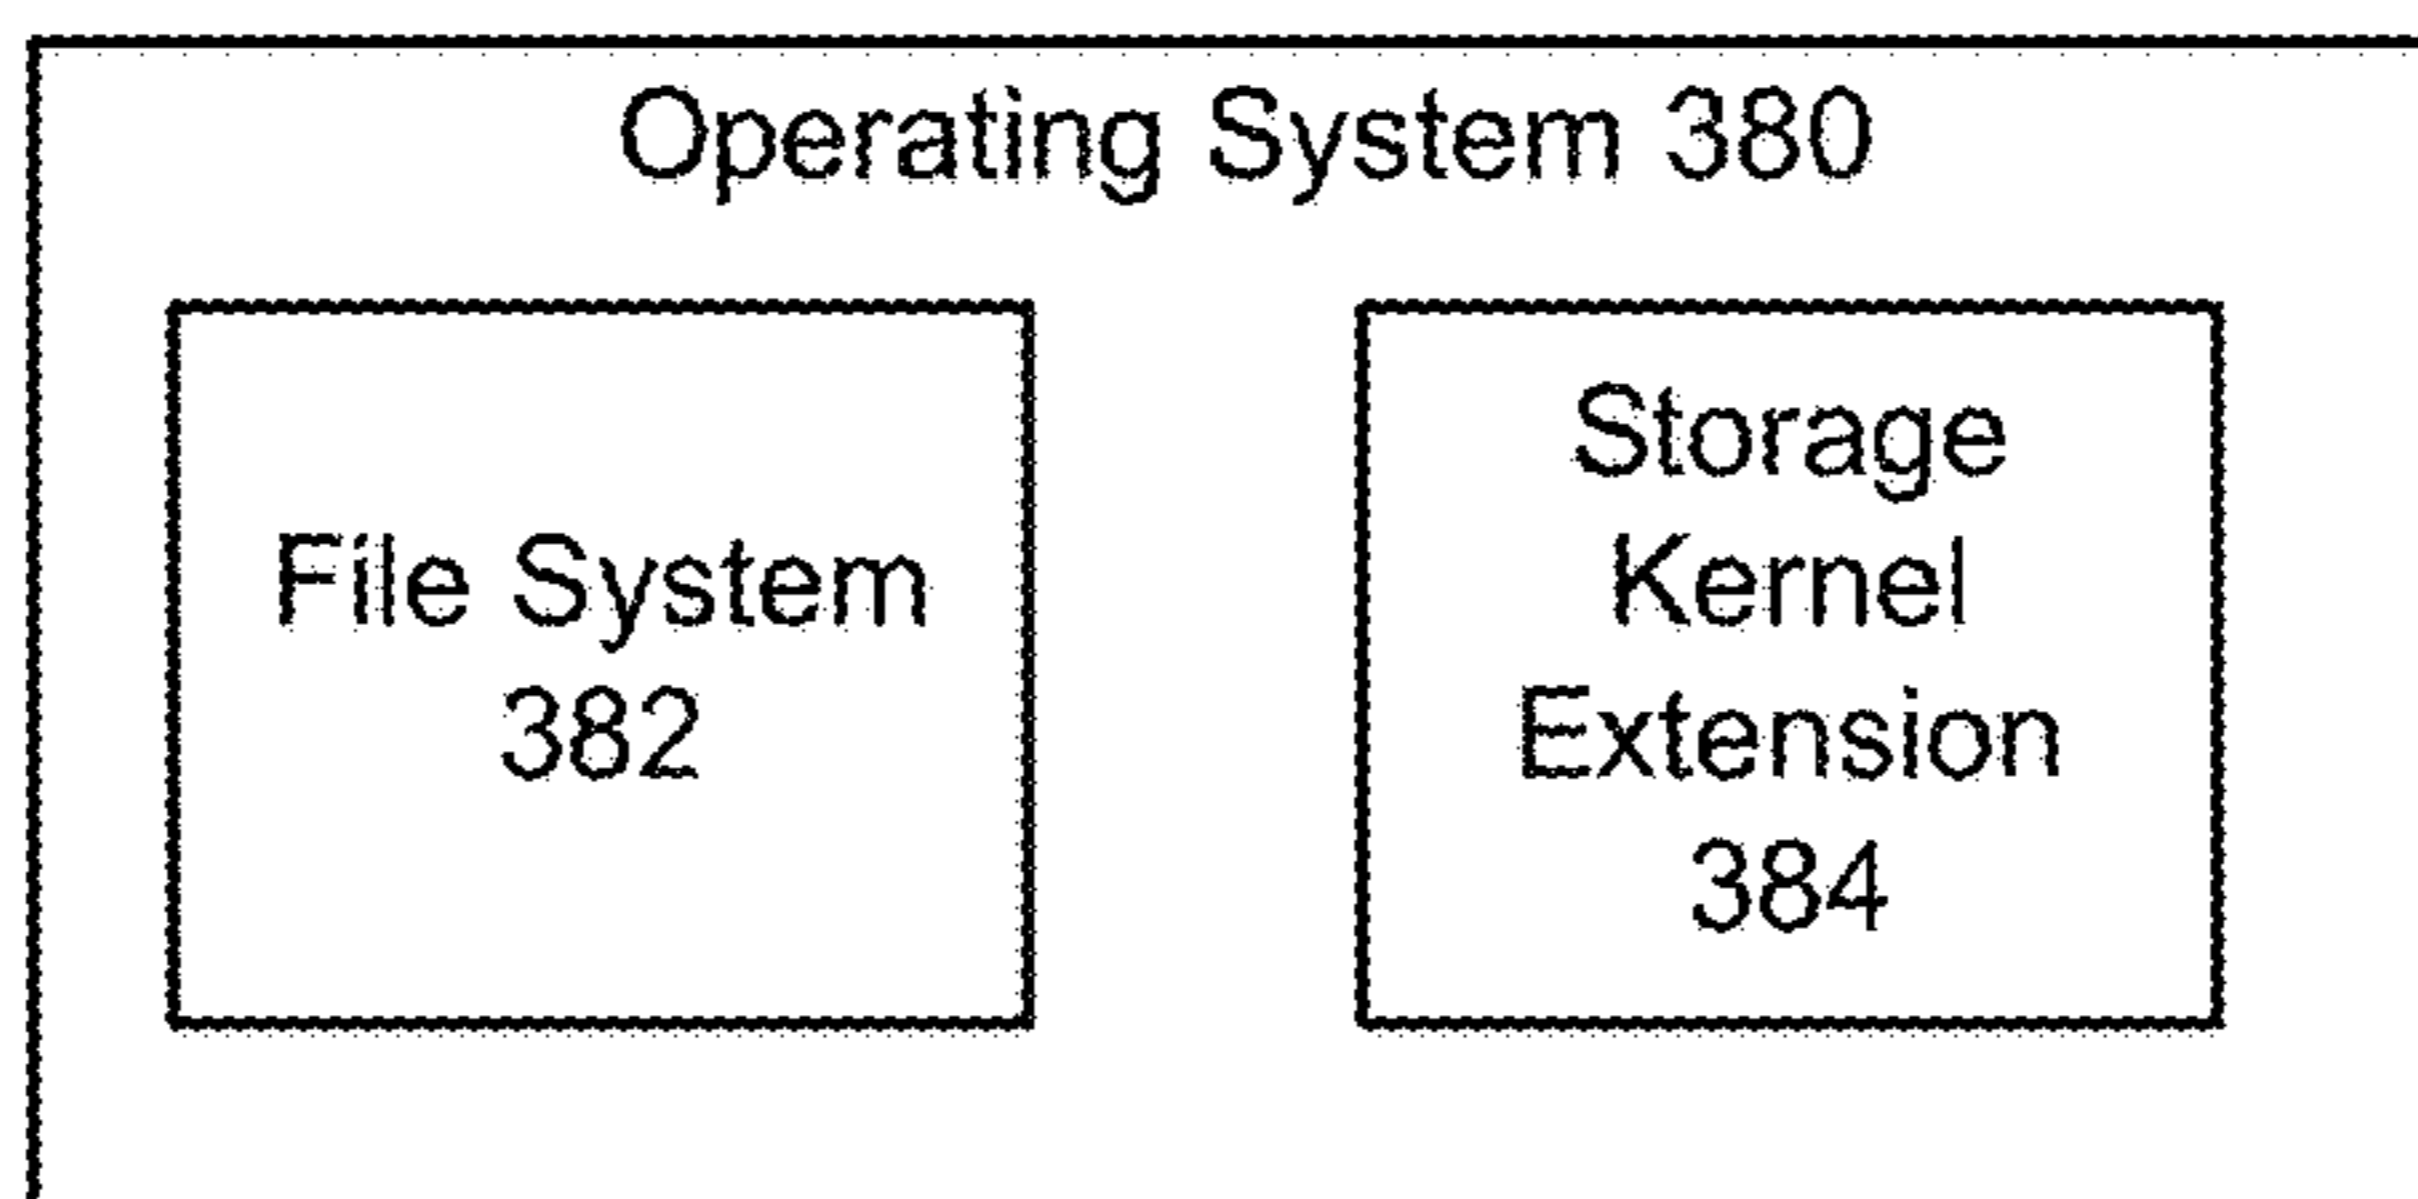 Operating System 380
File System
382
Storage
Kernel
Extension
384